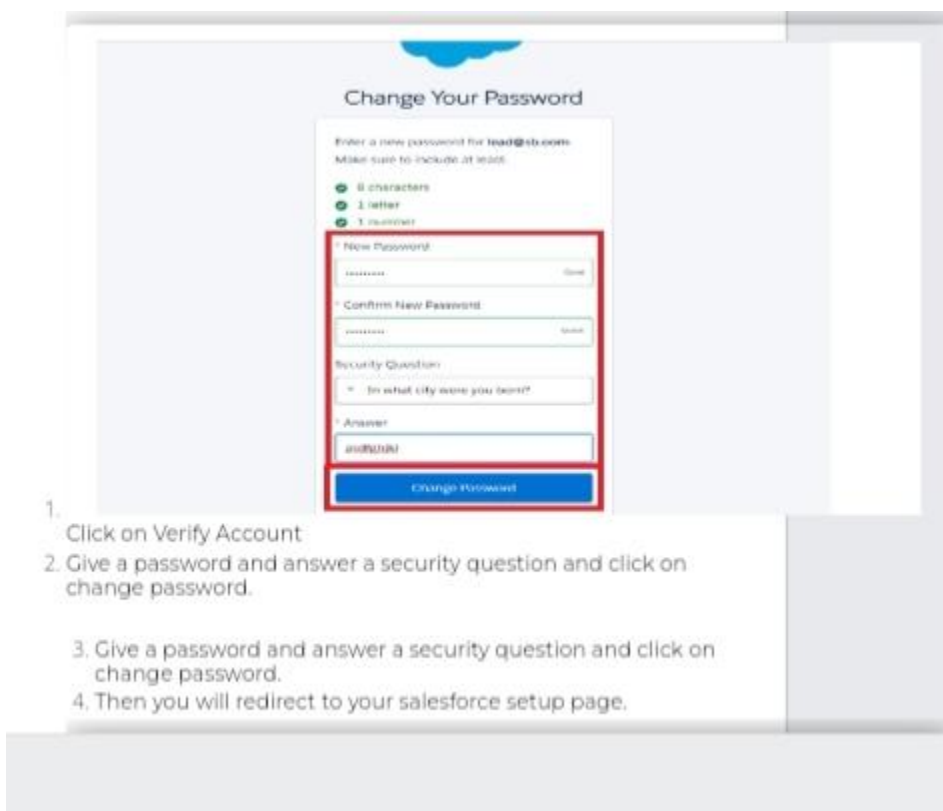 Change Your Password
Enter a new password for lead@sb.com.
Make sure to include at least:
8 characters
1 letter
1 number
* New Password
Good
* Confirm New Password
Security Question
In what city were you born?
* Answer
Change Password
1.
Click on Verify Account
2. Give a password and answer a security question and click on
change password.
3. Give a password and answer a security question and click on
change password.
4. Then you will redirect to your salesforce setup page.